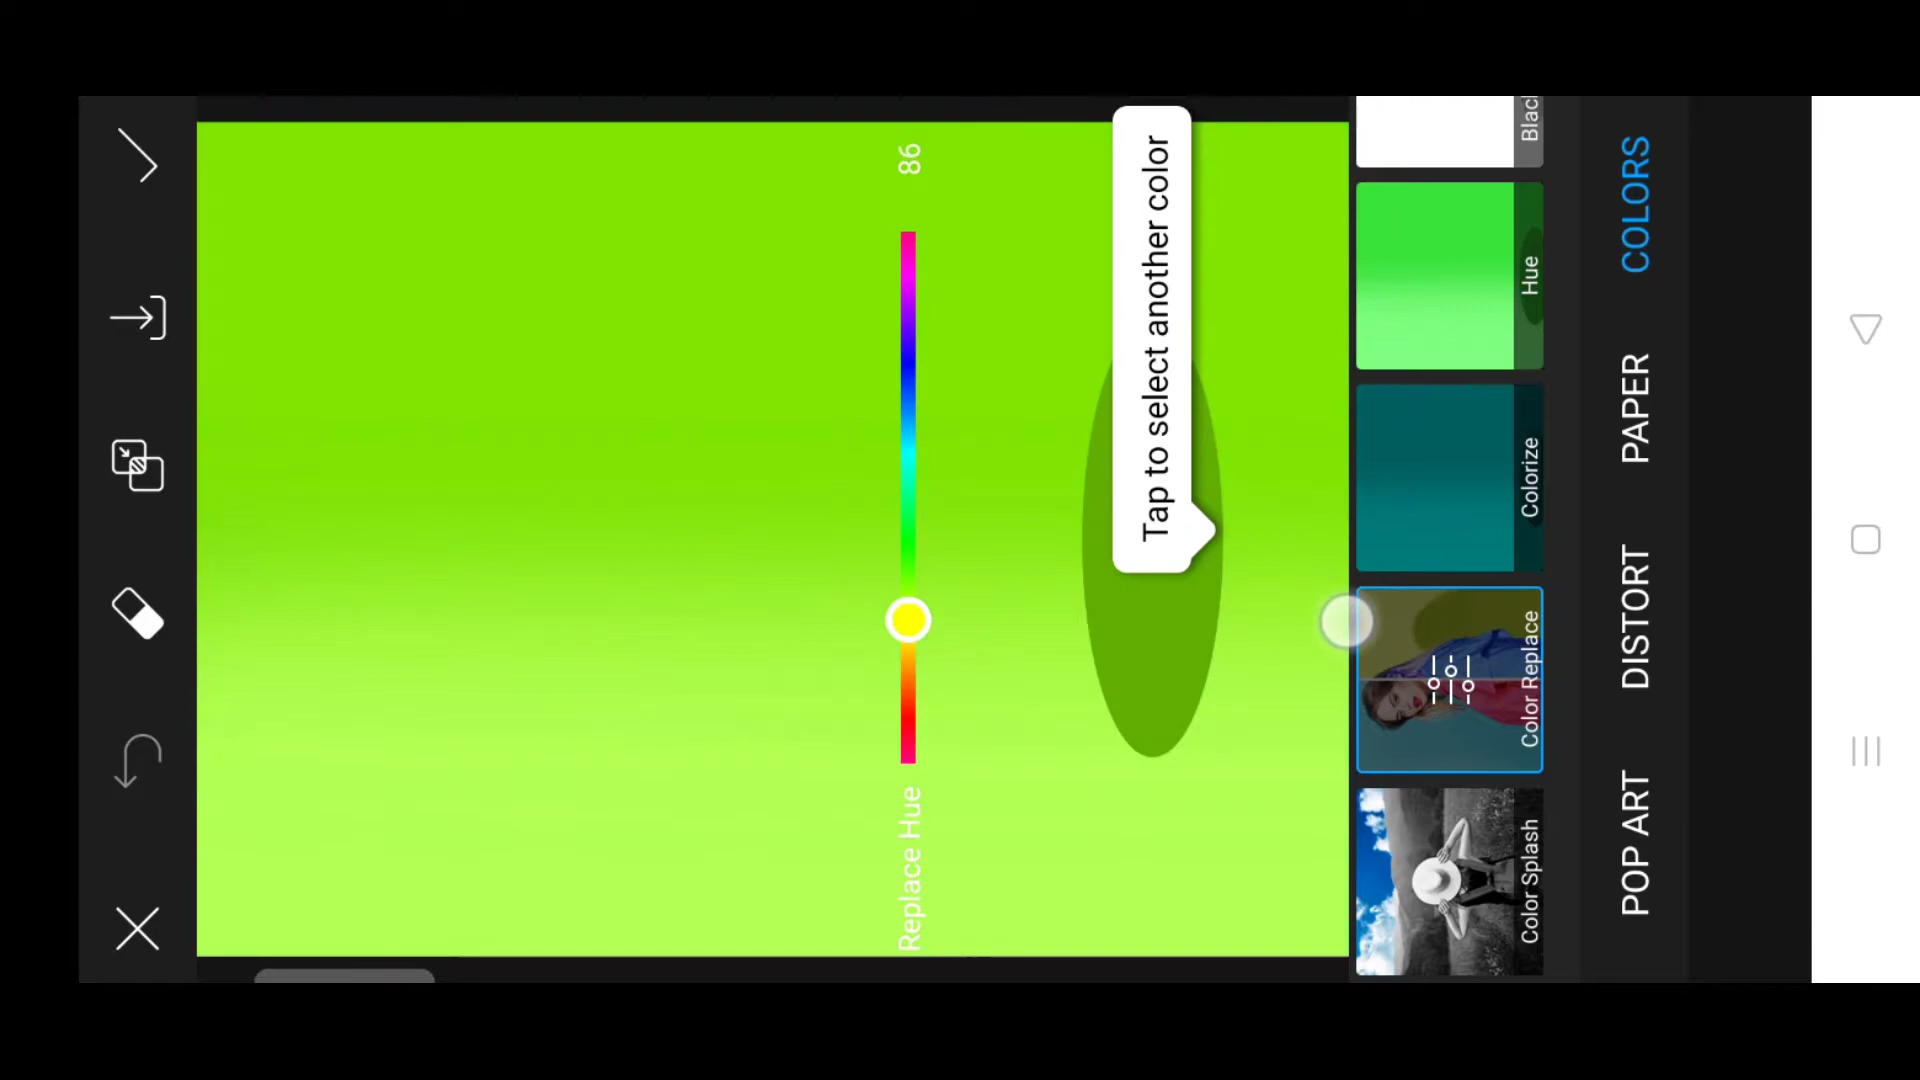 Replace Hue 86
Tap to select another color
Color Splash Color Replace Colorize Hue Blac
POP ART DISTORT PAPER COLORS